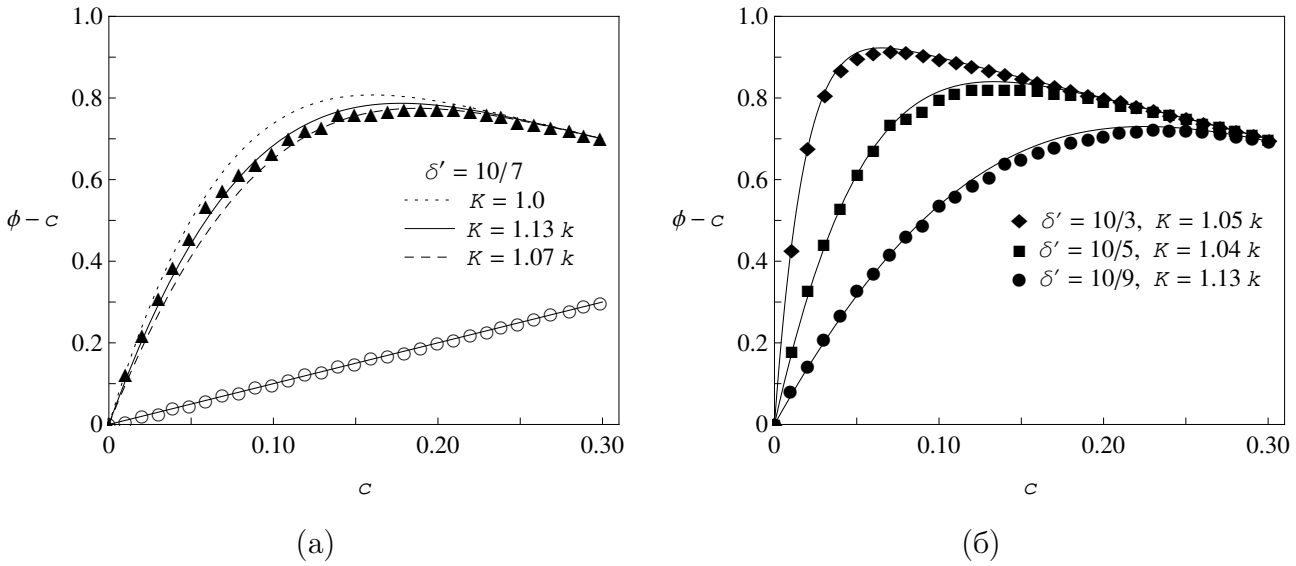 1.0
0.8
0.6
0.4
0.2
0
ϕ − c
0
0.10
0.20
0.30
c
δ′ = 10/7
K = 1.0
K = 1.13 k
K = 1.07 k
(а)
1.0
0.8
0.6
0.4
0.2
0
ϕ − c
0
0.10
0.20
0.30
c
δ′ = 10/3, K = 1.05 k
δ′ = 10/5, K = 1.04 k
δ′ = 10/9, K = 1.13 k
(б)